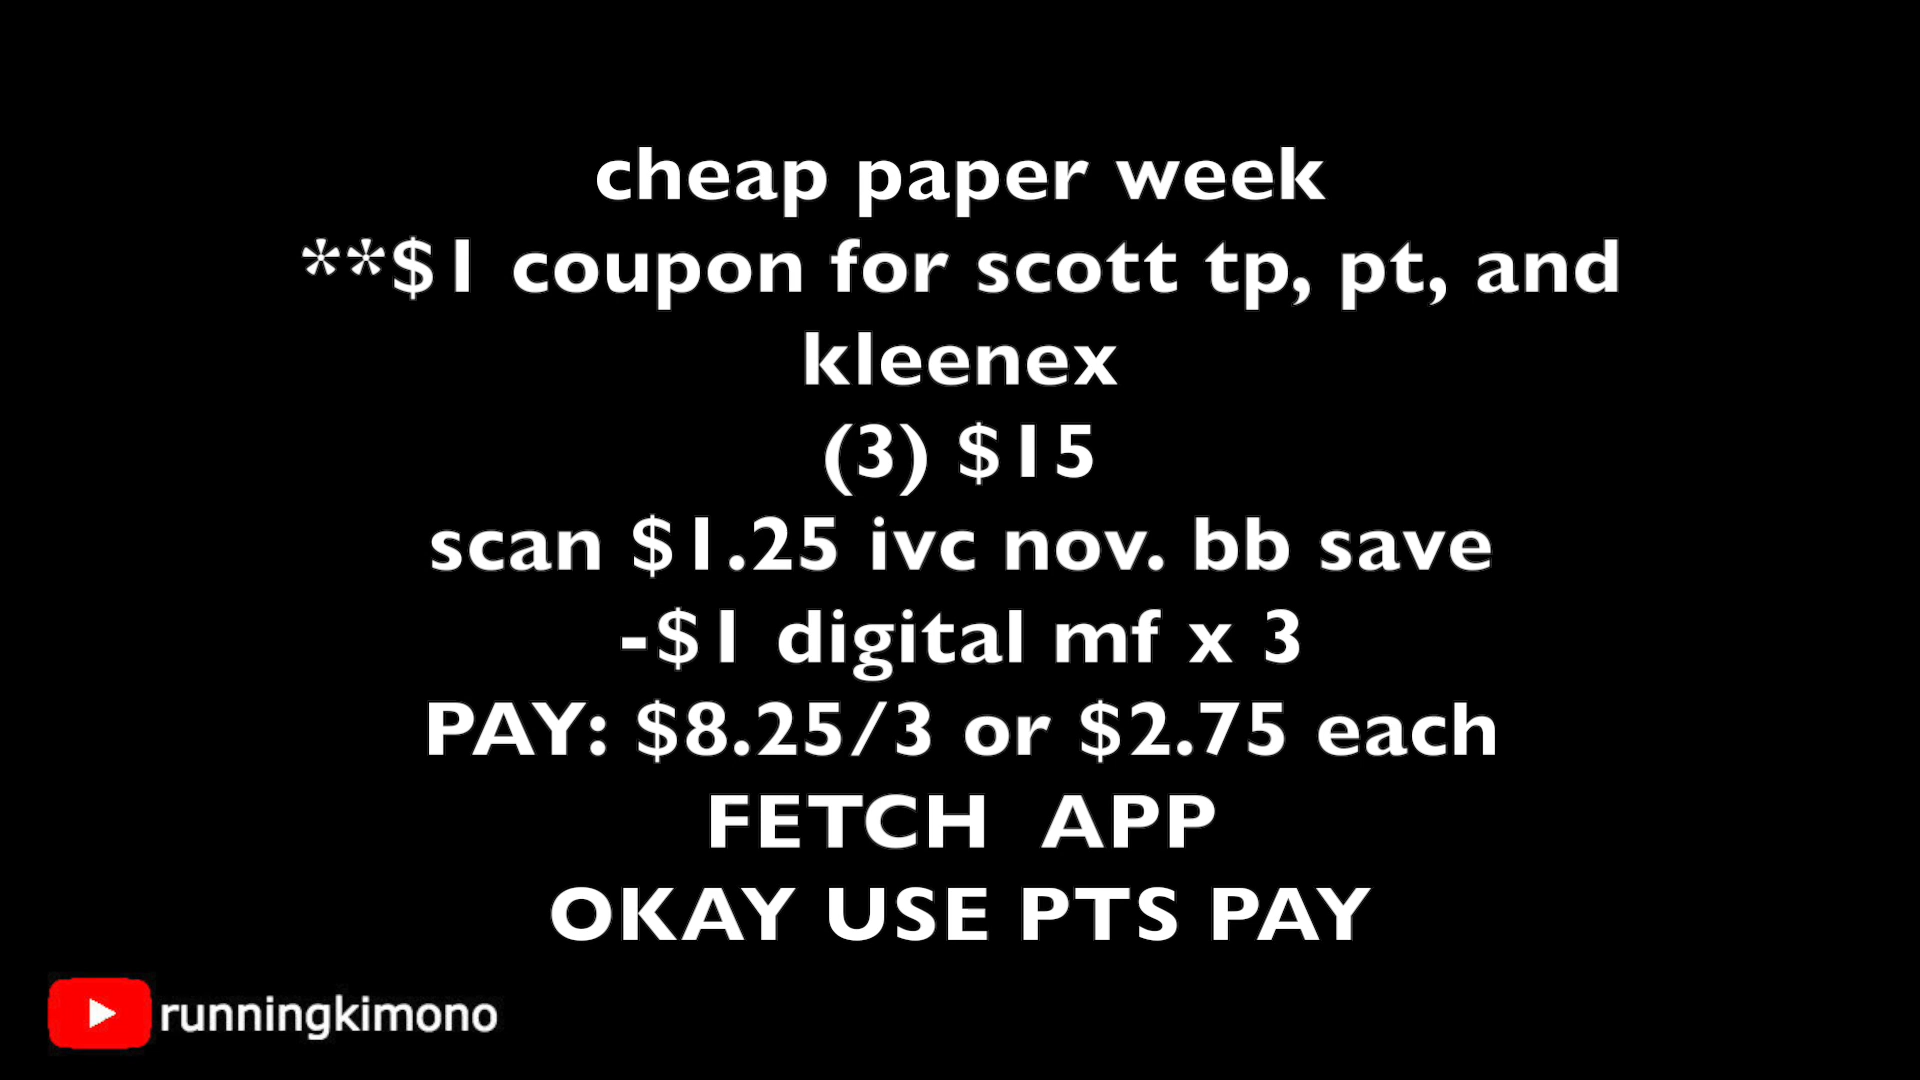 cheap paper week
**$1 coupon for scott tp, pt, and
kleenex
(3) $15
scan $1.25 ivc nov. bb save
-$1 digital mf x 3
PAY: $8.25/3 or $2.75 each
FETCH  APP
OKAY USE PTS PAY
runningkimono